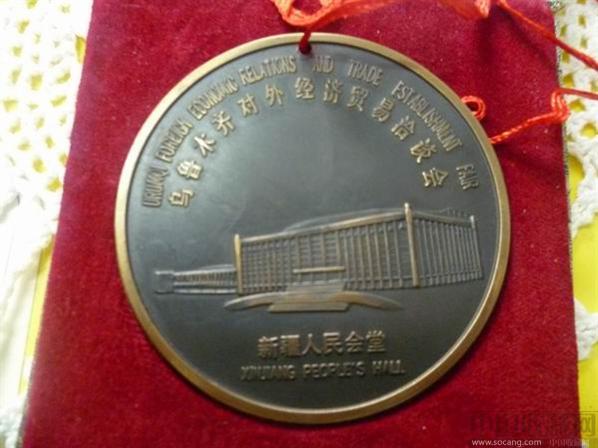 URUMQI FOREIGN ECONOMIC RELATIONS AND TRADE ESTABLISHMENT FAIR
乌鲁木齐对外经济贸易洽谈会
新疆人民会堂
XINJIANG PEOPLE'S HALL
www.socang.com